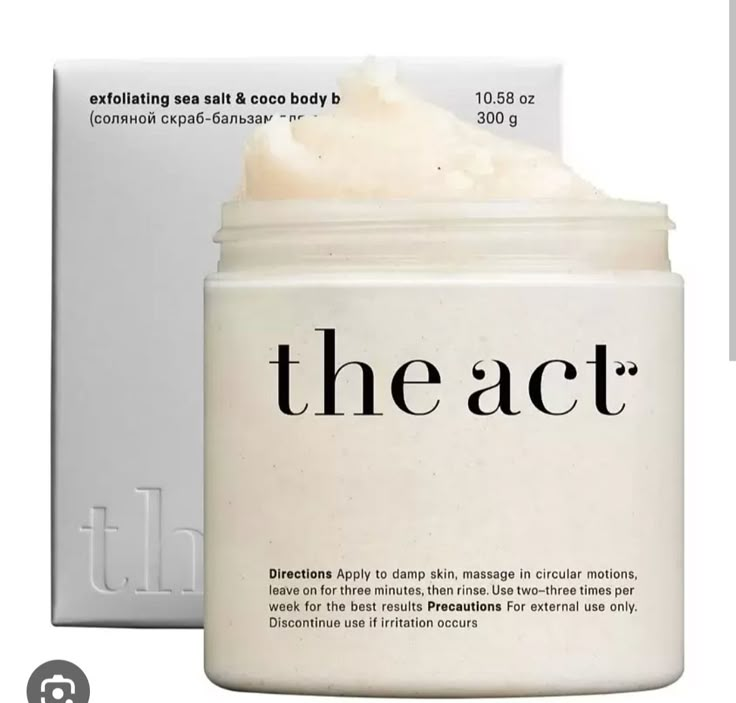 exfoliating sea salt & coco body b
10.58 oz
(соляной скраб-бальзам
300 g
the act”
th
Directions Apply to damp skin, massage in circular motions,
leave on for three minutes, then rinse. Use two–three times per
week for the best results Precautions For external use only.
Discontinue use if irritation occurs